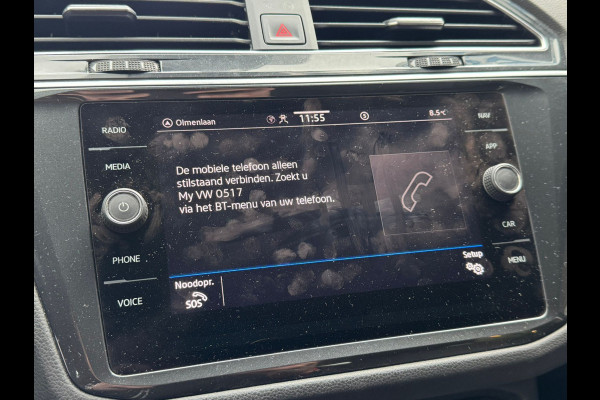 RADIO
MEDIA
PHONE
VOICE
Olmenlaan
11:55
8.5°C
De mobiele telefoon alleen
stilstand verbinden. Zoekt u
My VW 0517
via het BT-menu van uw telefoon.
Noodopr.
SOS
Setup
NAV
APP
CAR
MENU